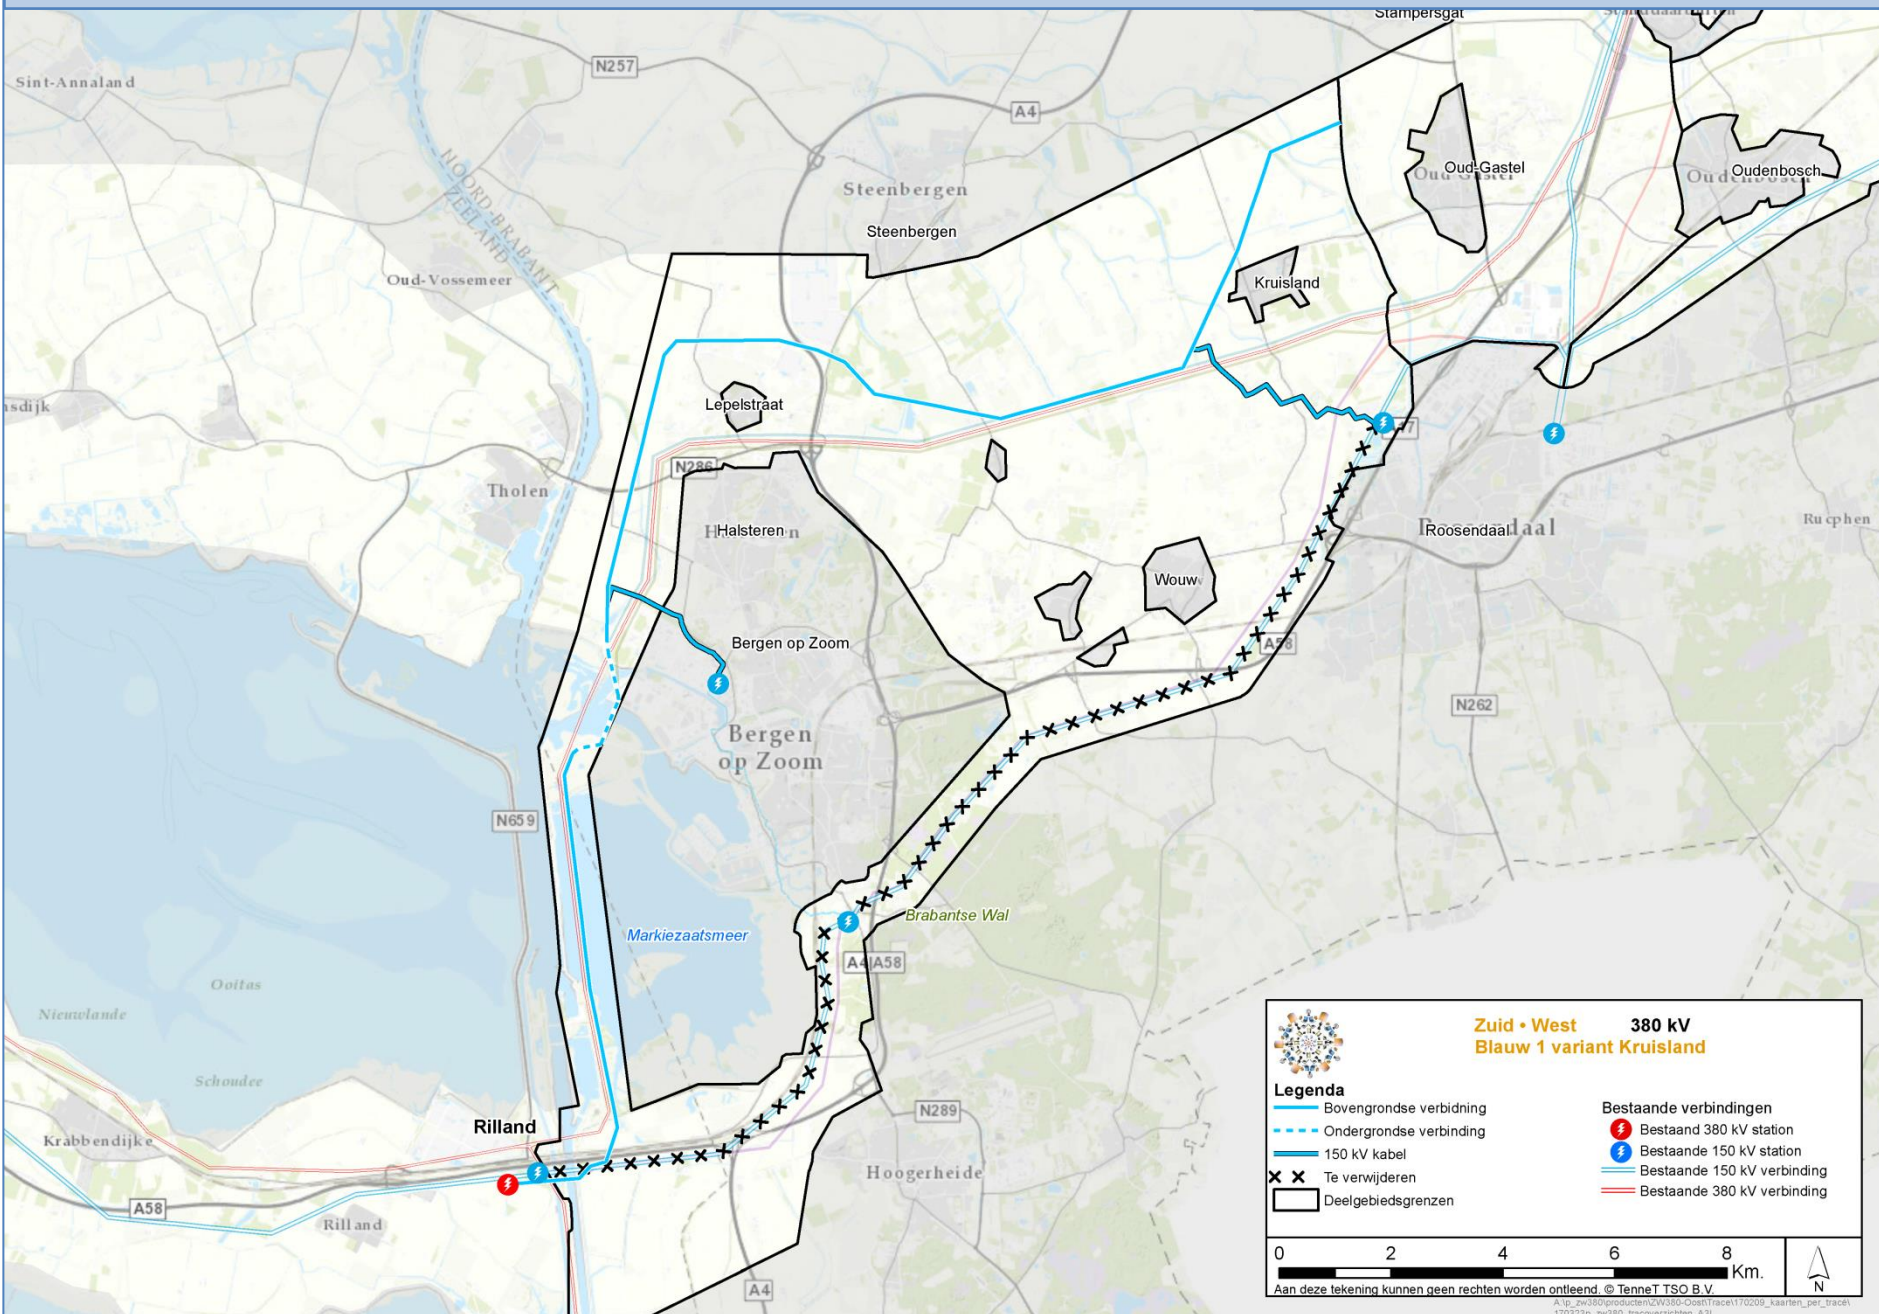 Stampersgat
Standdaarbuiten
N257
Sint-Annaland
A4
Oud-Gastel
Oud Gastel
Oudenbosch
Oudenbosch
NOORD-BRABANT
ZEELAND
Steenbergen
Steenbergen
Oud-Vossemeer
Kruisland
Lepelstraat
N286
Tholen
Halsteren
Roosendaal
Rucphen
Wouw
Bergen op Zoom
A58
N262
Bergen
op Zoom
N659
Brabantse Wal
Markiezaatsmeer
A4|A58
Ooitas
Nieuwlande
Schoudee
Krabbendijke
Rilland
N289
Hoogerheide
A58
Rilland
A4
Zuid • West 380 kV
Blauw 1 variant Kruisland
Legenda
Bovengrondse verbidning
Ondergrondse verbinding
150 kV kabel
Te verwijderen
Deelgebiedsgrenzen
Bestaande verbindingen
Bestaand 380 kV station
Bestaande 150 kV station
Bestaande 150 kV verbinding
Bestaande 380 kV verbinding
0 2 4 6 8
Km.
N
Aan deze tekening kunnen geen rechten worden ontleend. © TenneT TSO B.V.